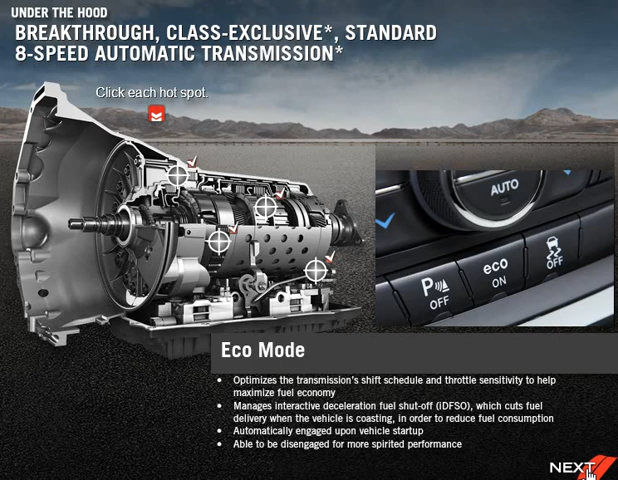 UNDER THE HOOD
BREAKTHROUGH, CLASS-EXCLUSIVE*, STANDARD
8-SPEED AUTOMATIC TRANSMISSION*
Click each hot spot.
AUTO
P
OFF
eco
ON
OFF
Eco Mode
• Optimizes the transmission's shift schedule and throttle sensitivity to help
maximize fuel economy
• Manages interactive deceleration fuel shut-off (iDFSO), which cuts fuel
delivery when the vehicle is coasting, in order to reduce fuel consumption
• Automatically engaged upon vehicle startup
• Able to be disengaged for more spirited performance
NEXT